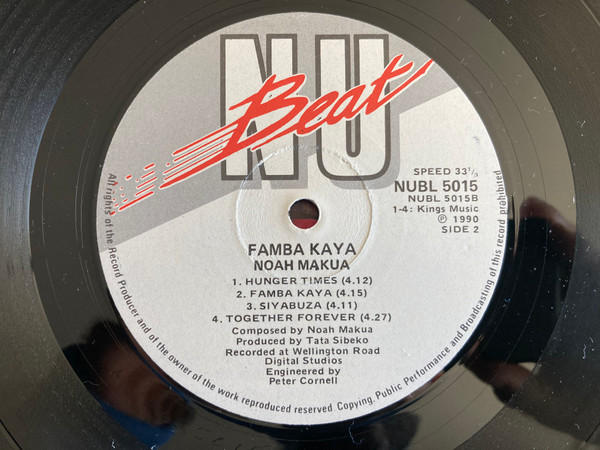 NU
Beat
SPEED 33 1/3
NUBL 5015
NUBL 5015B
1-4: Kings Music
Ⓟ 1990
SIDE 2
FAMBA KAYA
NOAH MAKUA
1. HUNGER TIMES (4.12)
2. FAMBA KAYA (4.15)
3. SIYABUZA (4.11)
4. TOGETHER FOREVER (4.27)
Composed by Noah Makua
Produced by Tata Sibeko
Recorded at Wellington Road
Digital Studios
Engineered by
Peter Cornell
All rights of the Record Producer and of the owner of the work reproduced reserved. Copying, Public Performance and Broadcasting of this record prohibited